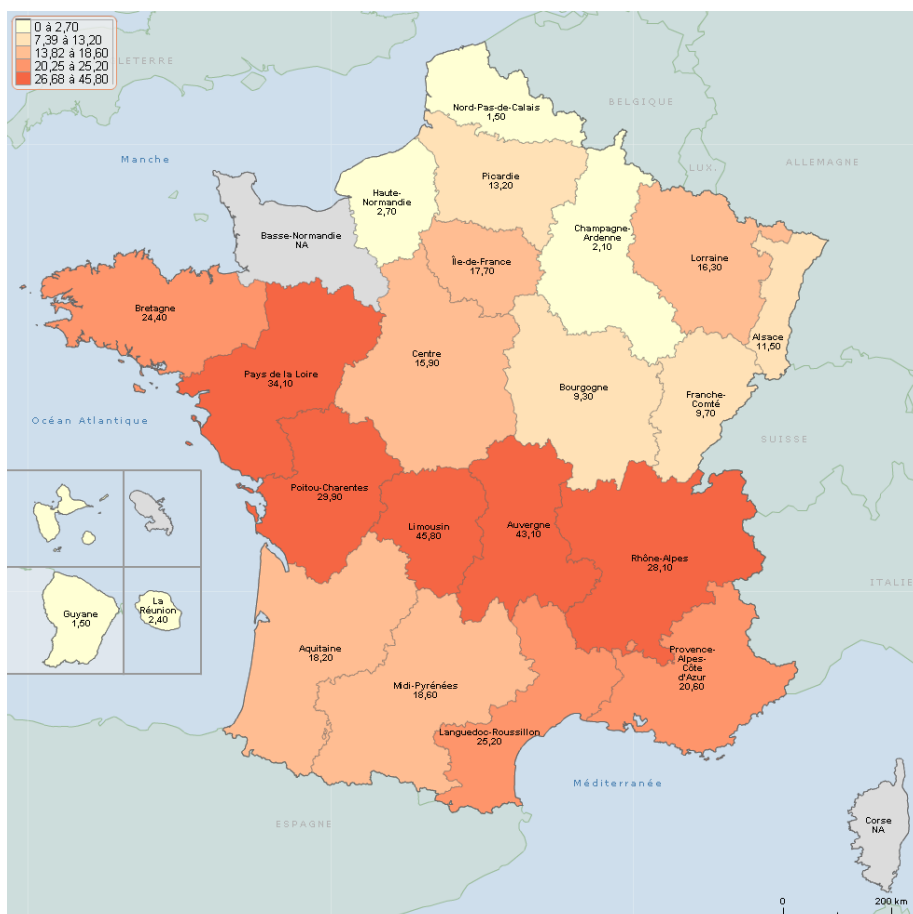 0 à 2,70
7,39 à 13,20
13,82 à 18,60
20,25 à 25,20
26,68 à 45,80
LETERRE
BELGIQUE
LUX.
ALLEMAGNE
Manche
Nord-Pas-de-Calais
1,50
Picardie
13,20
Haute-
Normandie
2,70
Basse-Normandie
NA
Champagne-
Ardenne
2,10
Île-de-France
17,70
Lorraine
16,30
Alsace
11,50
Bretagne
24,40
Centre
15,90
Pays de la Loire
34,10
Bourgogne
9,30
Franche-
Comté
9,70
Océan Atlantique
SUISSE
Poitou-Charentes
29,90
Limousin
45,80
Auvergne
43,10
Rhône-Alpes
28,10
ITALIE
Guyane
1,50
La
Réunion
2,40
Aquitaine
18,20
Midi-Pyrénées
18,60
Provence-
Alpes-
Côte
d'Azur
20,60
Languedoc-Roussillon
25,20
Méditerranée
ESPAGNE
Corse
NA
0
200 km